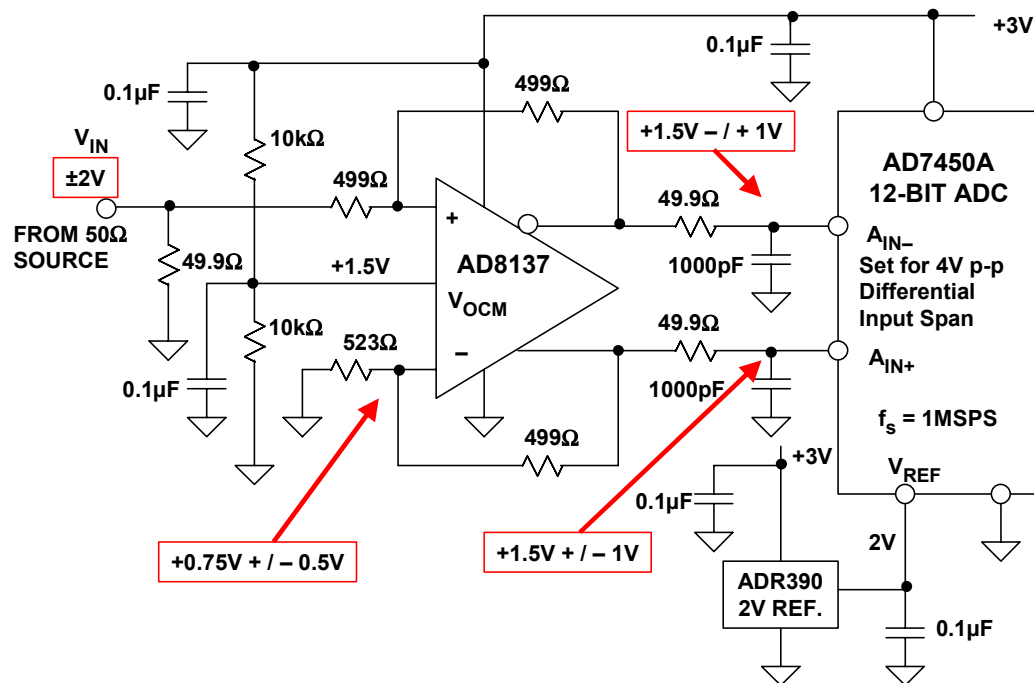 +3V
0.1µF
0.1µF
499Ω
+1.5V – / + 1V
V_IN
±2V
10kΩ
499Ω
49.9Ω
AD7450A
12-BIT ADC
FROM 50Ω
SOURCE
49.9Ω
+
AD8137
V_OCM
–
+1.5V
1000pF
A_IN–
Set for 4V p-p
Differential
Input Span
10kΩ
523Ω
49.9Ω
A_IN+
0.1µF
1000pF
499Ω
f_s = 1MSPS
+3V
V_REF
0.1µF
+0.75V + / – 0.5V
+1.5V + / – 1V
2V
ADR390
2V REF.
0.1µF